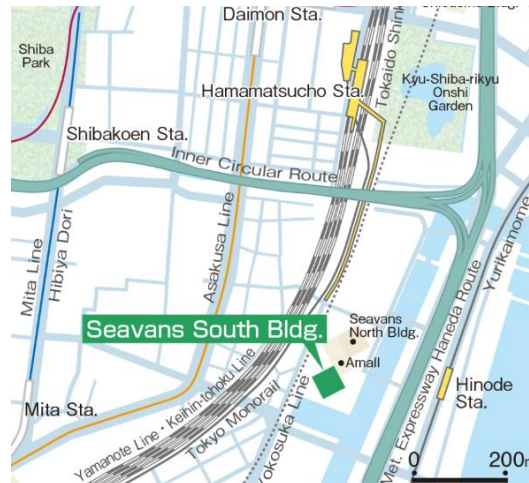 Daimon Sta.
Shiba
Park
Hamamatsucho Sta.
Tokaido Shink
Kyu-Shiba-rikyu
Onshi
Garden
Shibakoen Sta.
Inner Circular Route
Mita Line
Hibiya Dori
Asakusa Line
Yurikamome
Met. Expressway Haneda Route
Seavans South Bldg.
Seavans
North Bldg.
Amall
Hinode
Sta.
Mita Sta.
Yamanote Line・Keihin-tohoku Line
Tokyo Monorail
Yokosuka Line
0
200m